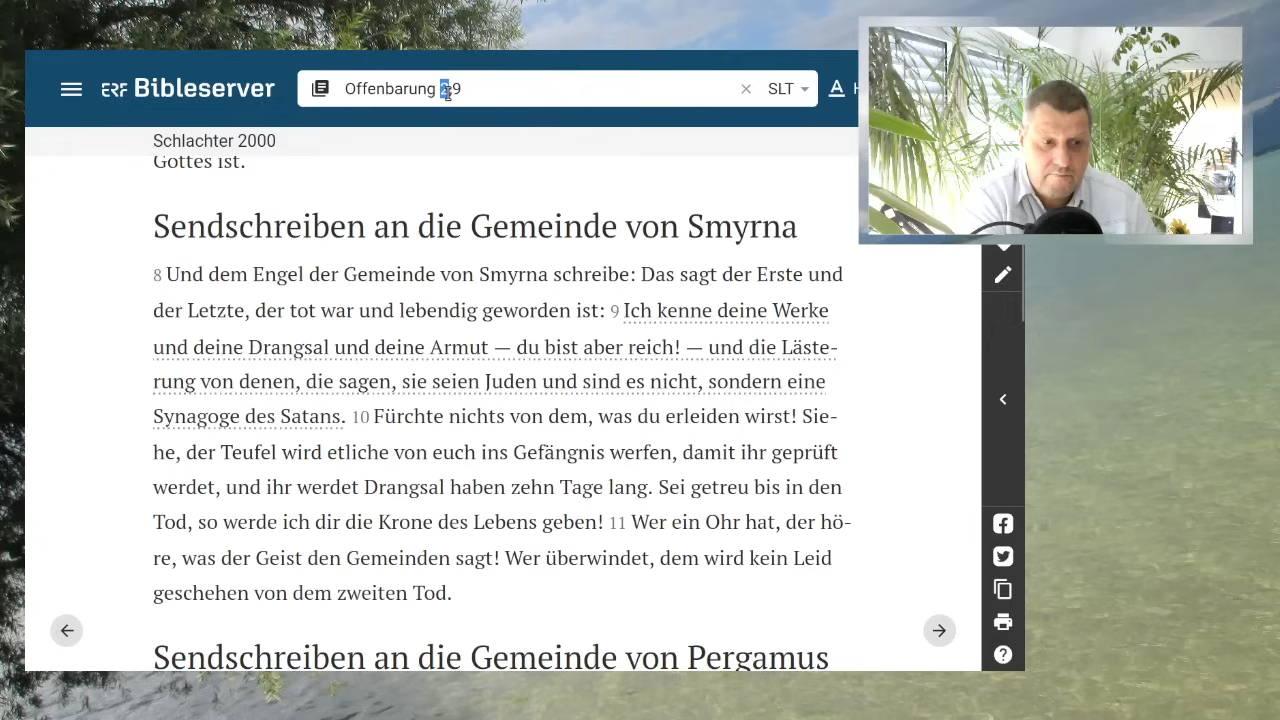 ERF Bibleserver
Offenbarung 2,9
SLT
Schlachter 2000
Gottes ist.
Sendschreiben an die Gemeinde von Smyrna
8 Und dem Engel der Gemeinde von Smyrna schreibe: Das sagt der Erste und
der Letzte, der tot war und lebendig geworden ist: 9 Ich kenne deine Werke
und deine Drangsal und deine Armut — du bist aber reich! — und die Läste-
rung von denen, die sagen, sie seien Juden und sind es nicht, sondern eine
Synagoge des Satans. 10 Fürchte nichts von dem, was du erleiden wirst! Sie-
he, der Teufel wird etliche von euch ins Gefängnis werfen, damit ihr geprüft
werdet, und ihr werdet Drangsal haben zehn Tage lang. Sei getreu bis in den
Tod, so werde ich dir die Krone des Lebens geben! 11 Wer ein Ohr hat, der hö-
re, was der Geist den Gemeinden sagt! Wer überwindet, dem wird kein Leid
geschehen von dem zweiten Tod.
Sendschreiben an die Gemeinde von Pergamus